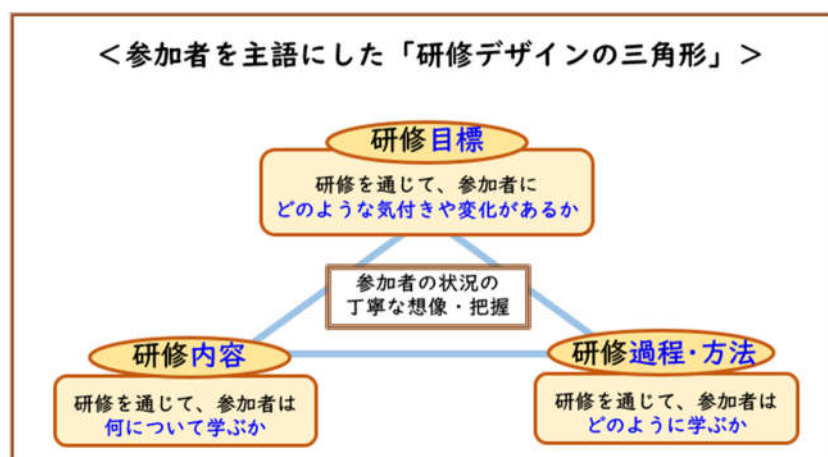 ＜参加者を主語にした「研修デザインの三角形」＞
研修目標
研修を通じて、参加者に
どのような気付きや変化があるか
参加者の状況の
丁寧な想像・把握
研修内容
研修を通じて、参加者は
何について学ぶか
研修過程・方法
研修を通じて、参加者は
どのように学ぶか